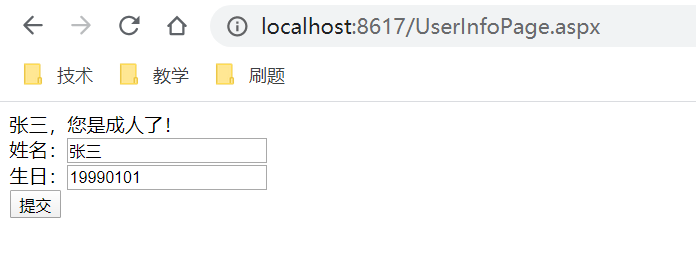 localhost:8617/UserInfoPage.aspx
技术 教学 刷题
张三，您是成人了！
姓名：张三
生日：19990101
提交